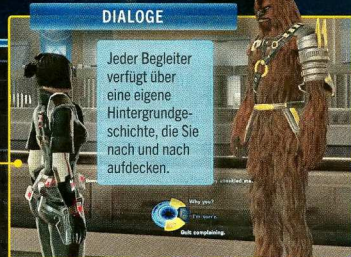 DIALOGE
Jeder Begleiter
verfügt über
eine eigene
Hintergrundge-
schichte, die Sie
nach und nach
aufdecken.
Why you?
I'm sorry.
Quit complaining.